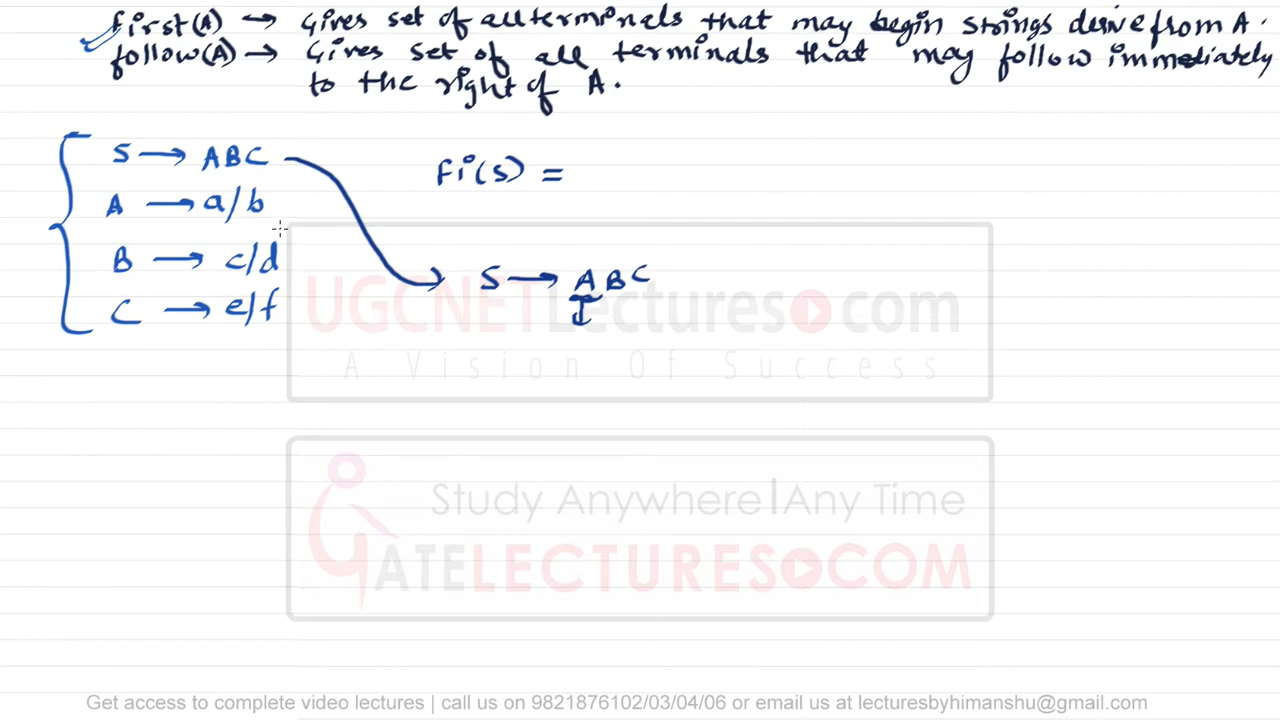 first(A) → Gives set of all terminals that may begin strings derive from A.
follow(A) → Gives set of all terminals that may follow immediately
to the right of A.
S → ABC
A → a/b
B → c/d
C → e/f
Fi(S) =
S → ABC
UGCNETLectures.com
A Vision Of Success
Study Anywhere|Any Time
GATELECTURES.COM
Get access to complete video lectures | call us on 9821876102/03/04/06 or email us at lecturesbyhimanshu@gmail.com